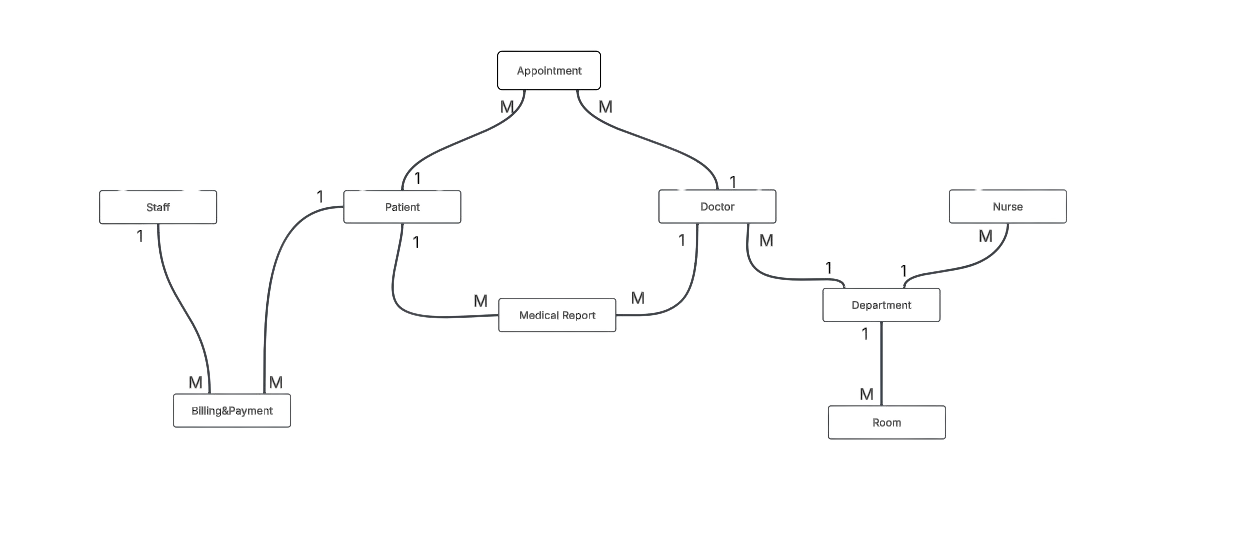 Appointment
M
M
1
1
Staff
1
Patient
Doctor
Nurse
1
1
1
M
M
1
1
M
M
Department
Medical Report
1
M
M
M
Billing&Payment
Room